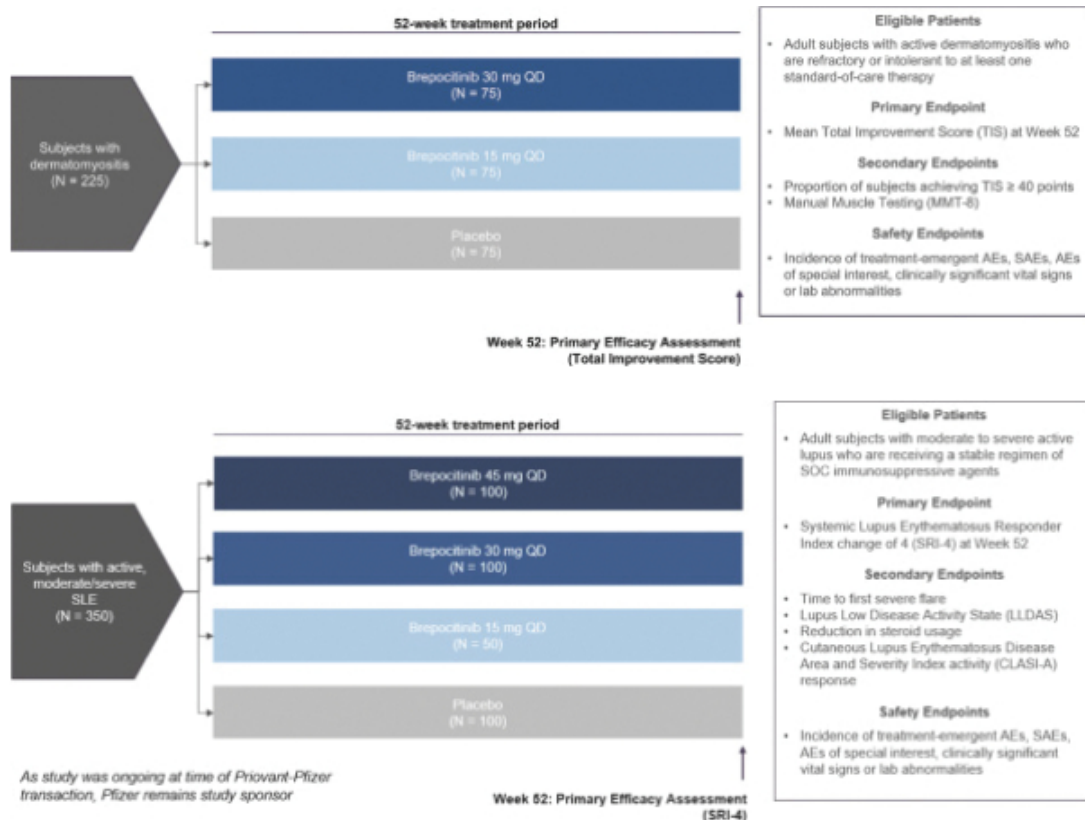 52-week treatment period
Subjects with
dermatomyositis
(N = 225)
Brepocitinib 30 mg QD
(N = 75)
Brepocitinib 15 mg QD
(N = 75)
Placebo
(N = 75)
Week 52: Primary Efficacy Assessment
(Total Improvement Score)
Eligible Patients
• Adult subjects with active dermatomyositis who
are refractory or intolerant to at least one
standard-of-care therapy
Primary Endpoint
• Mean Total Improvement Score (TIS) at Week 52
Secondary Endpoints
• Proportion of subjects achieving TIS ≥ 40 points
• Manual Muscle Testing (MMT-8)
Safety Endpoints
• Incidence of treatment-emergent AEs, SAEs, AEs
of special interest, clinically significant vital signs
or lab abnormalities
52-week treatment period
Subjects with active,
moderate/severe
SLE
(N = 350)
Brepocitinib 45 mg QD
(N = 100)
Brepocitinib 30 mg QD
(N = 100)
Brepocitinib 15 mg QD
(N = 50)
Placebo
(N = 100)
As study was ongoing at time of Priovant-Pfizer
transaction, Pfizer remains study sponsor
Week 52: Primary Efficacy Assessment
(SRI-4)
Eligible Patients
• Adult subjects with moderate to severe active
lupus who are receiving a stable regimen of
SOC immunosuppressive agents
Primary Endpoint
• Systemic Lupus Erythematosus Responder
Index change of 4 (SRI-4) at Week 52
Secondary Endpoints
• Time to first severe flare
• Lupus Low Disease Activity State (LLDAS)
• Reduction in steroid usage
• Cutaneous Lupus Erythematosus Disease
Area and Severity Index activity (CLASI-A)
response
Safety Endpoints
• Incidence of treatment-emergent AEs, SAEs,
AEs of special interest, clinically significant
vital signs or lab abnormalities